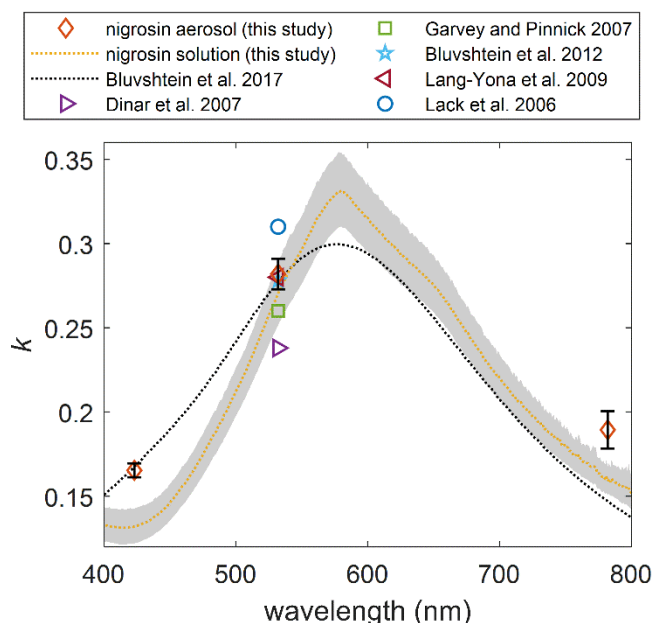 nigrosin aerosol (this study)
nigrosin solution (this study)
Bluvshtein et al. 2017
Dinar et al. 2007
Garvey and Pinnick 2007
Bluvshtein et al. 2012
Lang-Yona et al. 2009
Lack et al. 2006
0.35
0.3
0.25
0.2
0.15
k
400 500 600 700 800
wavelength (nm)